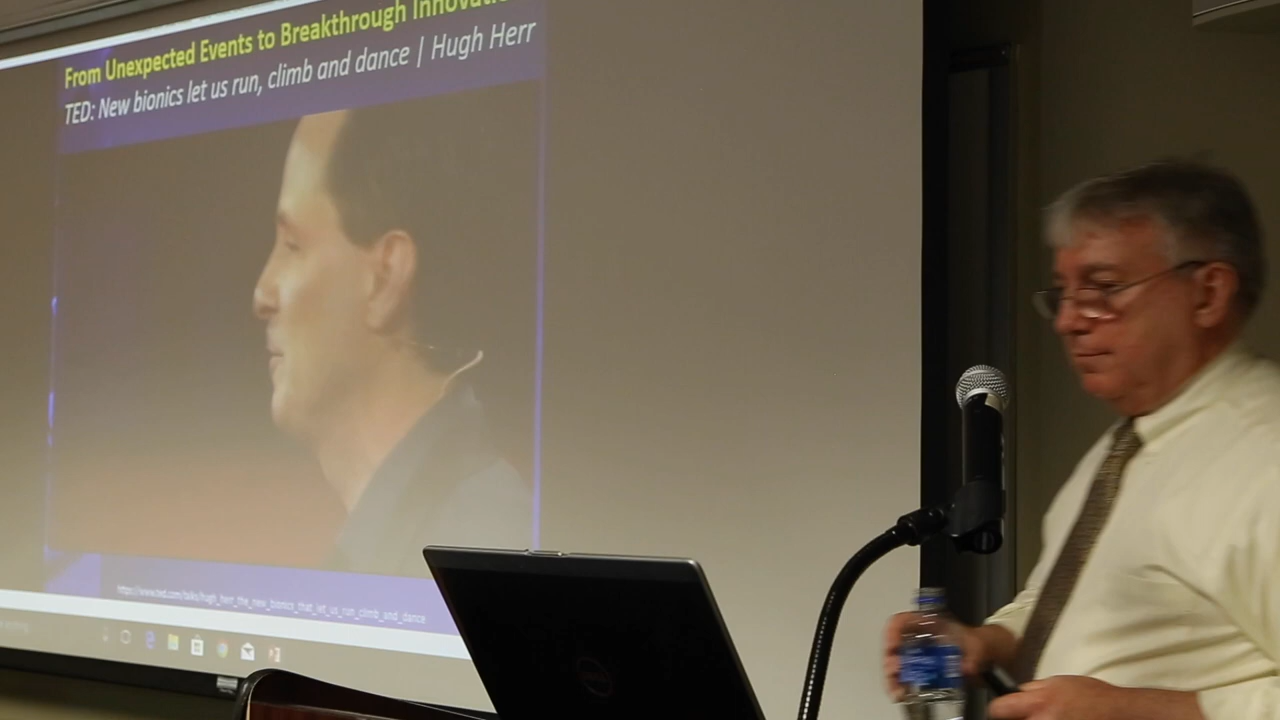 From Unexpected Events to Breakthrough Innovati
TED: New bionics let us run, climb and dance | Hugh Herr
https://www.ted.com/talks/hugh_herr_the_new_bionics_that_let_us_run_climb_and_dance